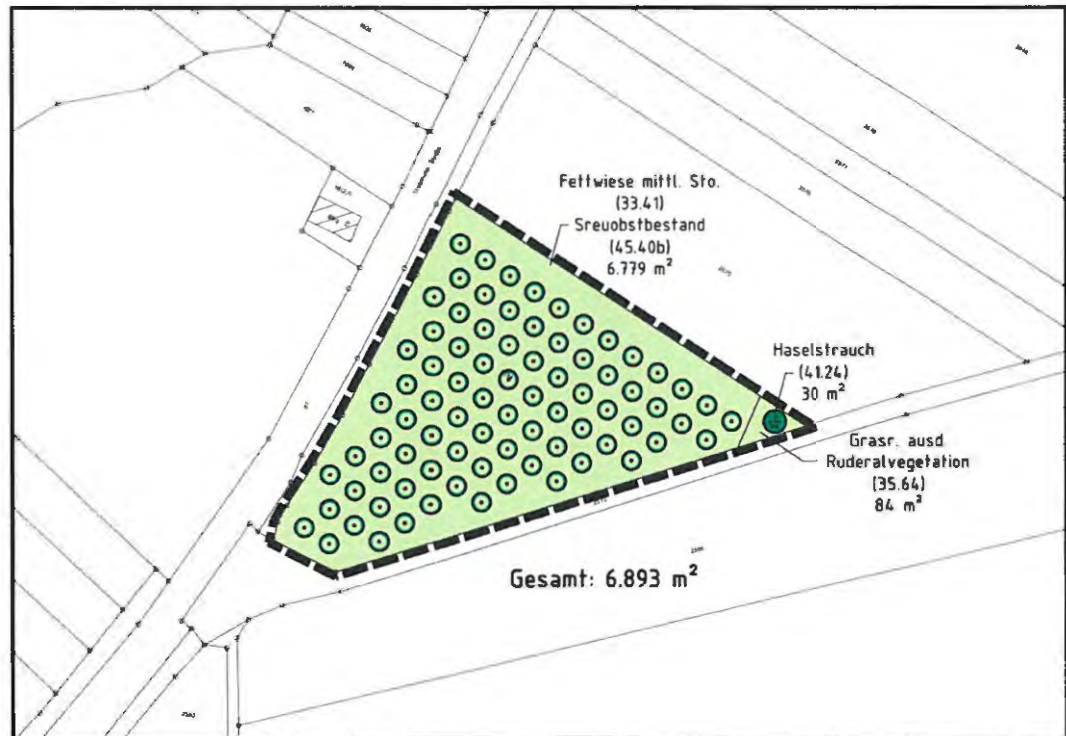 Fettwiese mittl. Sto.
(33.41)
Sreuobstbestand
(45.40b)
6.779 m²
Haselstrauch
(41.24)
30 m²
Grasr. ausd.
Ruderalvegetation
(35.64)
84 m²
Gesamt: 6.893 m²